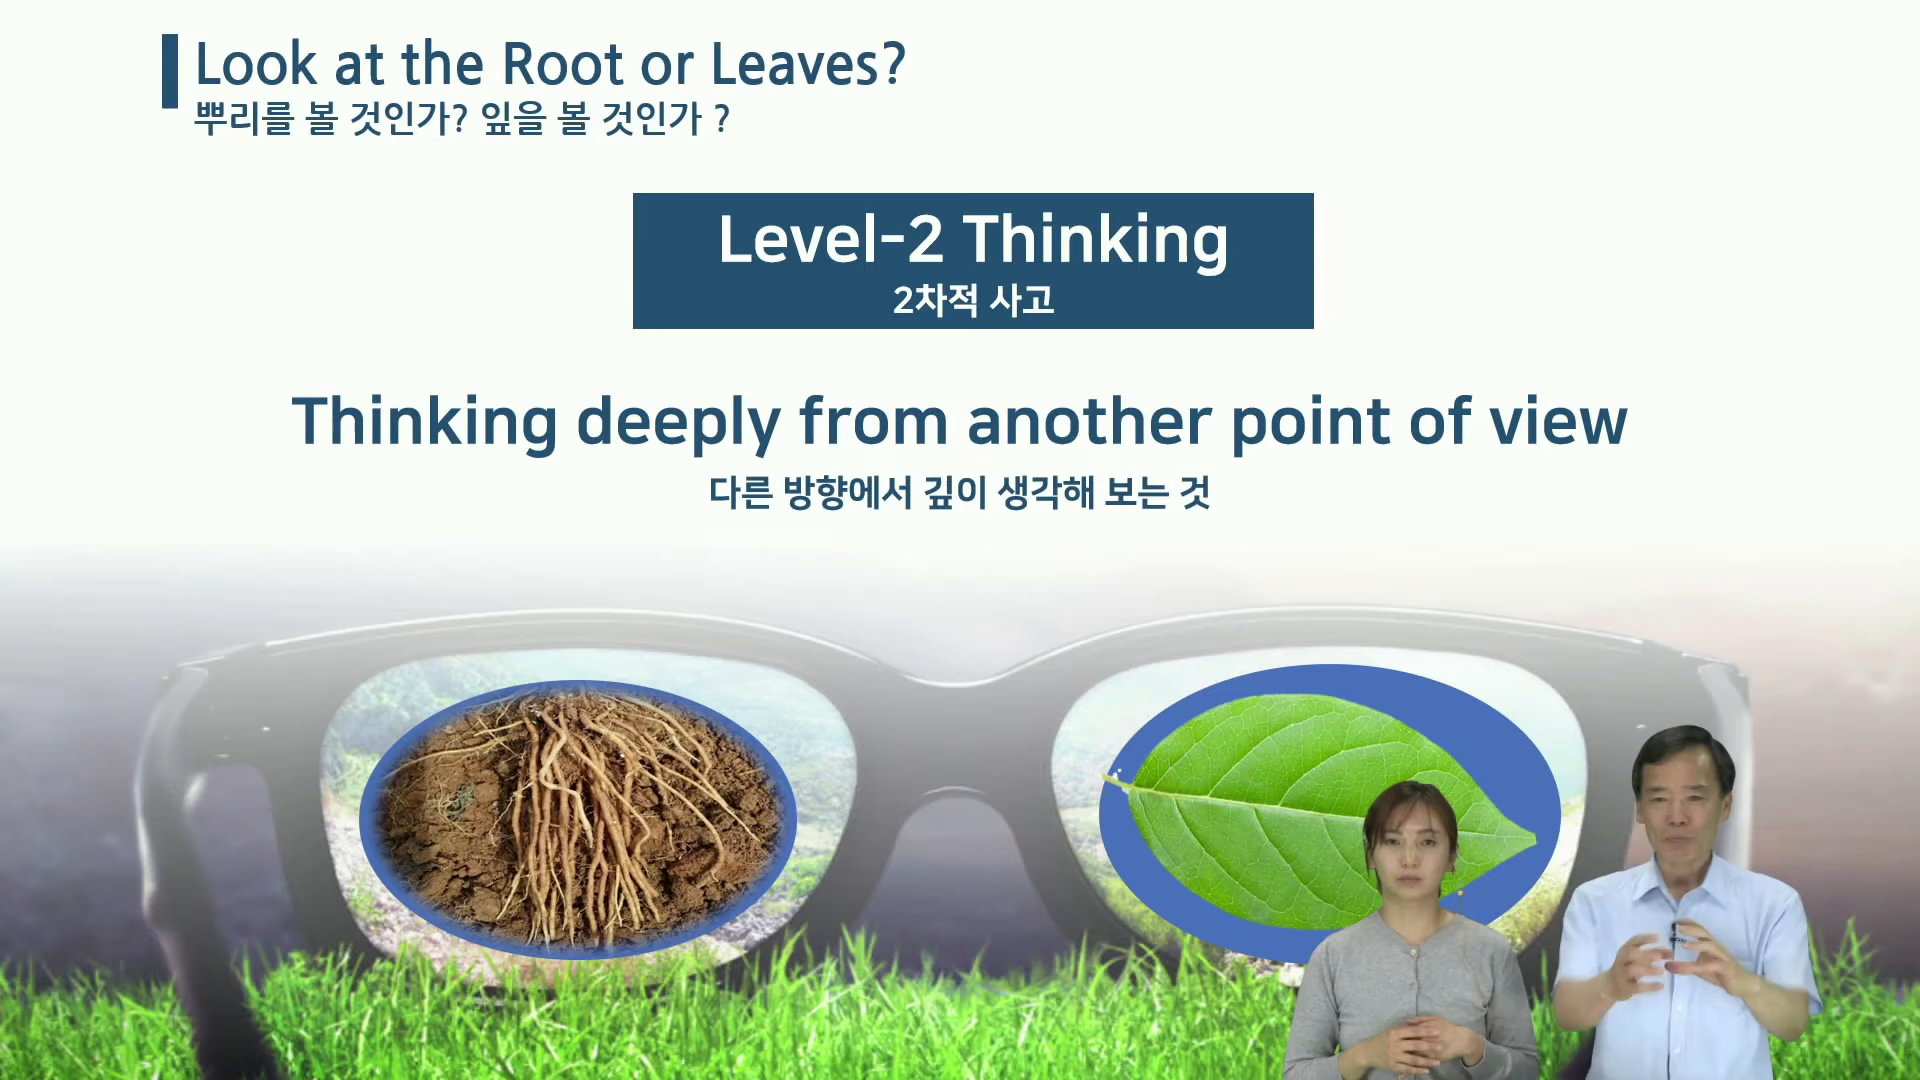 Look at the Root or Leaves?
뿌리를 볼 것인가? 잎을 볼 것인가 ?
Level-2 Thinking
2차적 사고
Thinking deeply from another point of view
다른 방향에서 깊이 생각해 보는 것